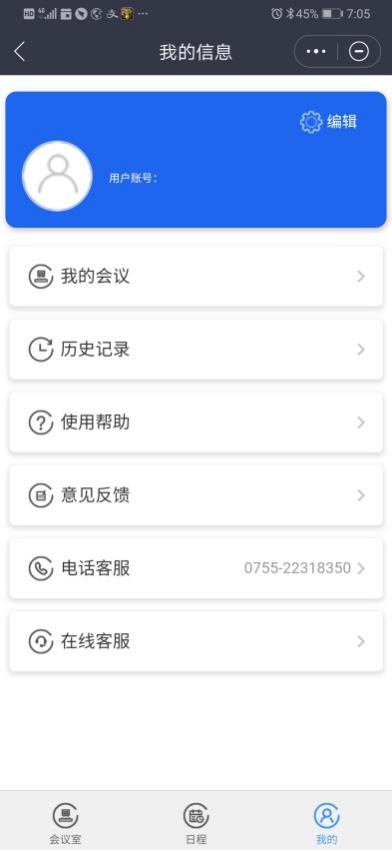 HD 4G 45% 7:05
我的信息
编辑
用户账号：
我的会议
历史记录
使用帮助
意见反馈
电话客服 0755-22318350
在线客服
会议室 日程 我的